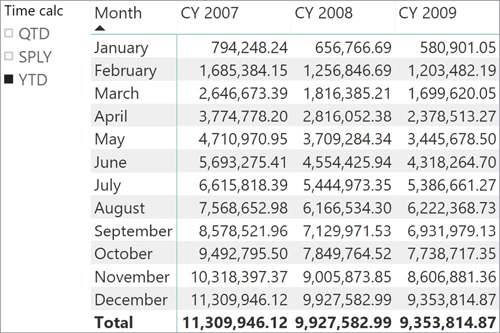 Time calc
QTD
SPLY
YTD
Month CY 2007 CY 2008 CY 2009
January 794,248.24 656,766.69 580,901.05
February 1,685,384.15 1,256,846.69 1,203,482.19
March 2,646,673.39 1,816,385.21 1,699,620.05
April 3,774,778.20 2,816,052.38 2,378,513.27
May 4,710,970.95 3,709,284.34 3,445,678.50
June 5,693,275.41 4,554,425.94 4,318,264.70
July 6,615,818.39 5,444,973.35 5,386,661.27
August 7,568,652.98 6,166,534.30 6,222,368.73
September 8,578,521.96 7,129,971.53 6,931,979.13
October 9,492,795.50 7,849,764.52 7,738,717.35
November 10,318,397.37 9,005,873.85 8,606,881.36
December 11,309,946.12 9,927,582.99 9,353,814.87
Total 11,309,946.12 9,927,582.99 9,353,814.87